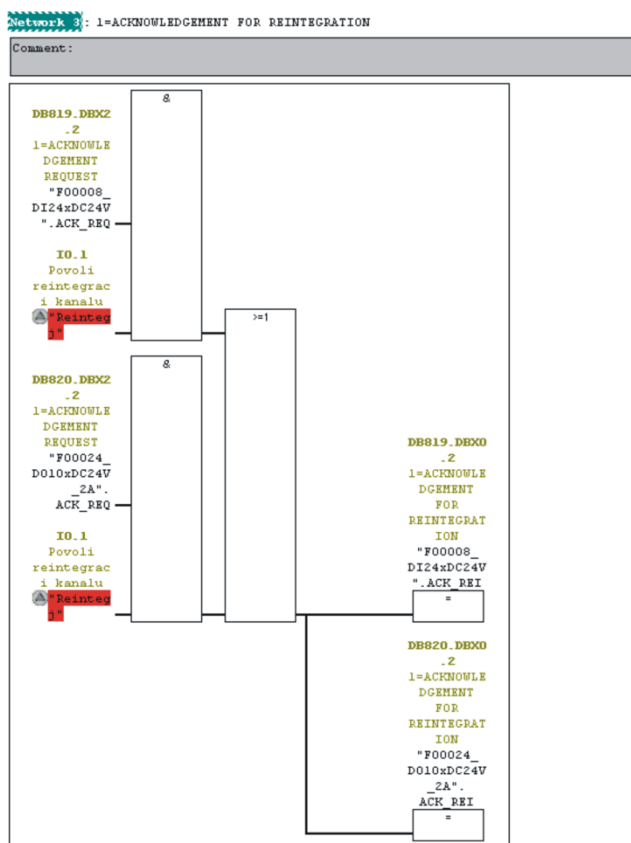 Network 3: 1=ACKNOWLEDGEMENT FOR REINTEGRATION
Comment:
&
DB819.DBX2
.2
1=ACKNOWLE
DGEMENT
REQUEST
"F00008_
DI24xDC24V
".ACK_REQ
I0.1
Povoli
reintegrac
i kanalu
"Reinteg
j"
>=1
&
DB820.DBX2
.2
1=ACKNOWLE
DGEMENT
REQUEST
"F00024_
DO10xDC24V
_2A".
ACK_REQ
I0.1
Povoli
reintegrac
i kanalu
"Reinteg
j"
DB819.DBX0
.2
1=ACKNOWLE
DGEMENT
FOR
REINTEGRAT
ION
"F00008_
DI24xDC24V
".ACK_REI
=
DB820.DBX0
.2
1=ACKNOWLE
DGEMENT
FOR
REINTEGRAT
ION
"F00024_
DO10xDC24V
_2A".
ACK_REI
=